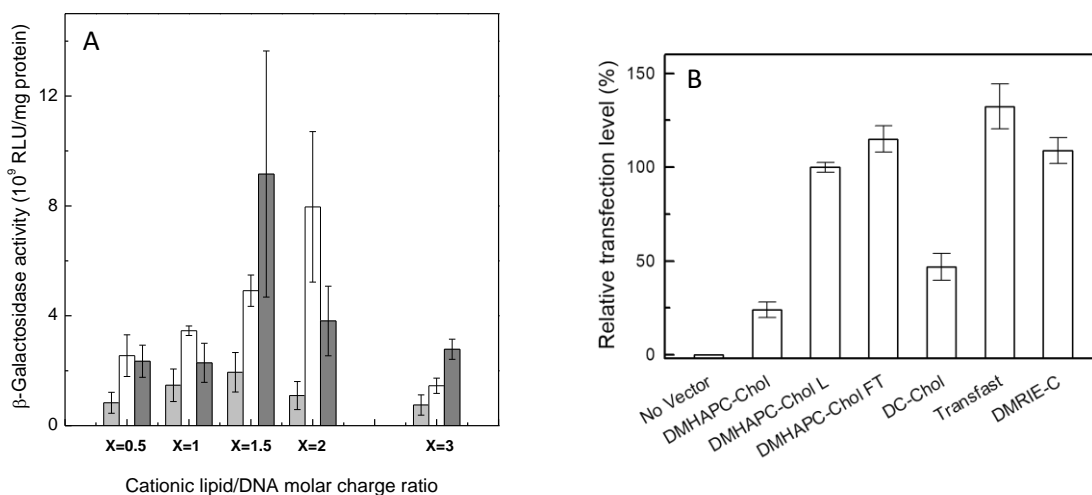 A
β-Galactosidase activity (10⁹ RLU/mg protein)
12
8
4
0
X=0.5 X=1 X=1.5 X=2 X=3
Cationic lipid/DNA molar charge ratio
B
Relative transfection level (%)
150
100
50
0
No Vector
DMHAPC-Chol
DMHAPC-Chol L
DMHAPC-Chol FT
DC-Chol
Transfast
DMRIE-C